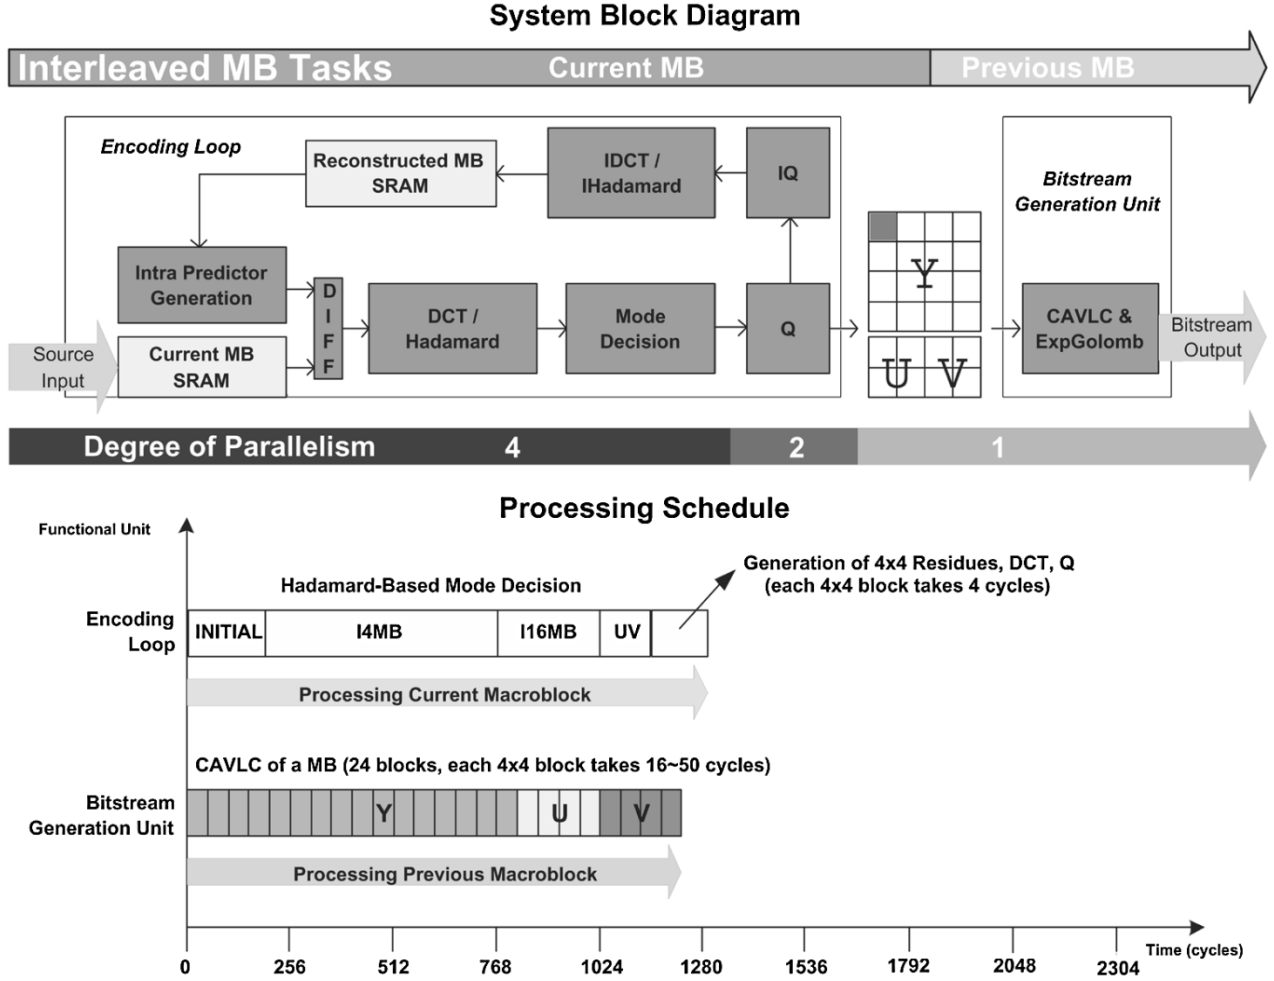 System Block Diagram
Interleaved MB Tasks Current MB Previous MB
Encoding Loop
Reconstructed MB
SRAM
IDCT /
IHadamard
IQ
Bitstream
Generation Unit
Intra Predictor
Generation
D
I
F
F
DCT /
Hadamard
Mode
Decision
Q
Y
U V
CAVLC &
ExpGolomb
Source
Input
Current MB
SRAM
Bitstream
Output
Degree of Parallelism 4 2 1
Processing Schedule
Functional Unit
Generation of 4x4 Residues, DCT, Q
(each 4x4 block takes 4 cycles)
Hadamard-Based Mode Decision
Encoding
Loop
INITIAL I4MB I16MB UV
Processing Current Macroblock
CAVLC of a MB (24 blocks, each 4x4 block takes 16~50 cycles)
Bitstream
Generation Unit
Y U V
Processing Previous Macroblock
Time (cycles)
0 256 512 768 1024 1280 1536 1792 2048 2304